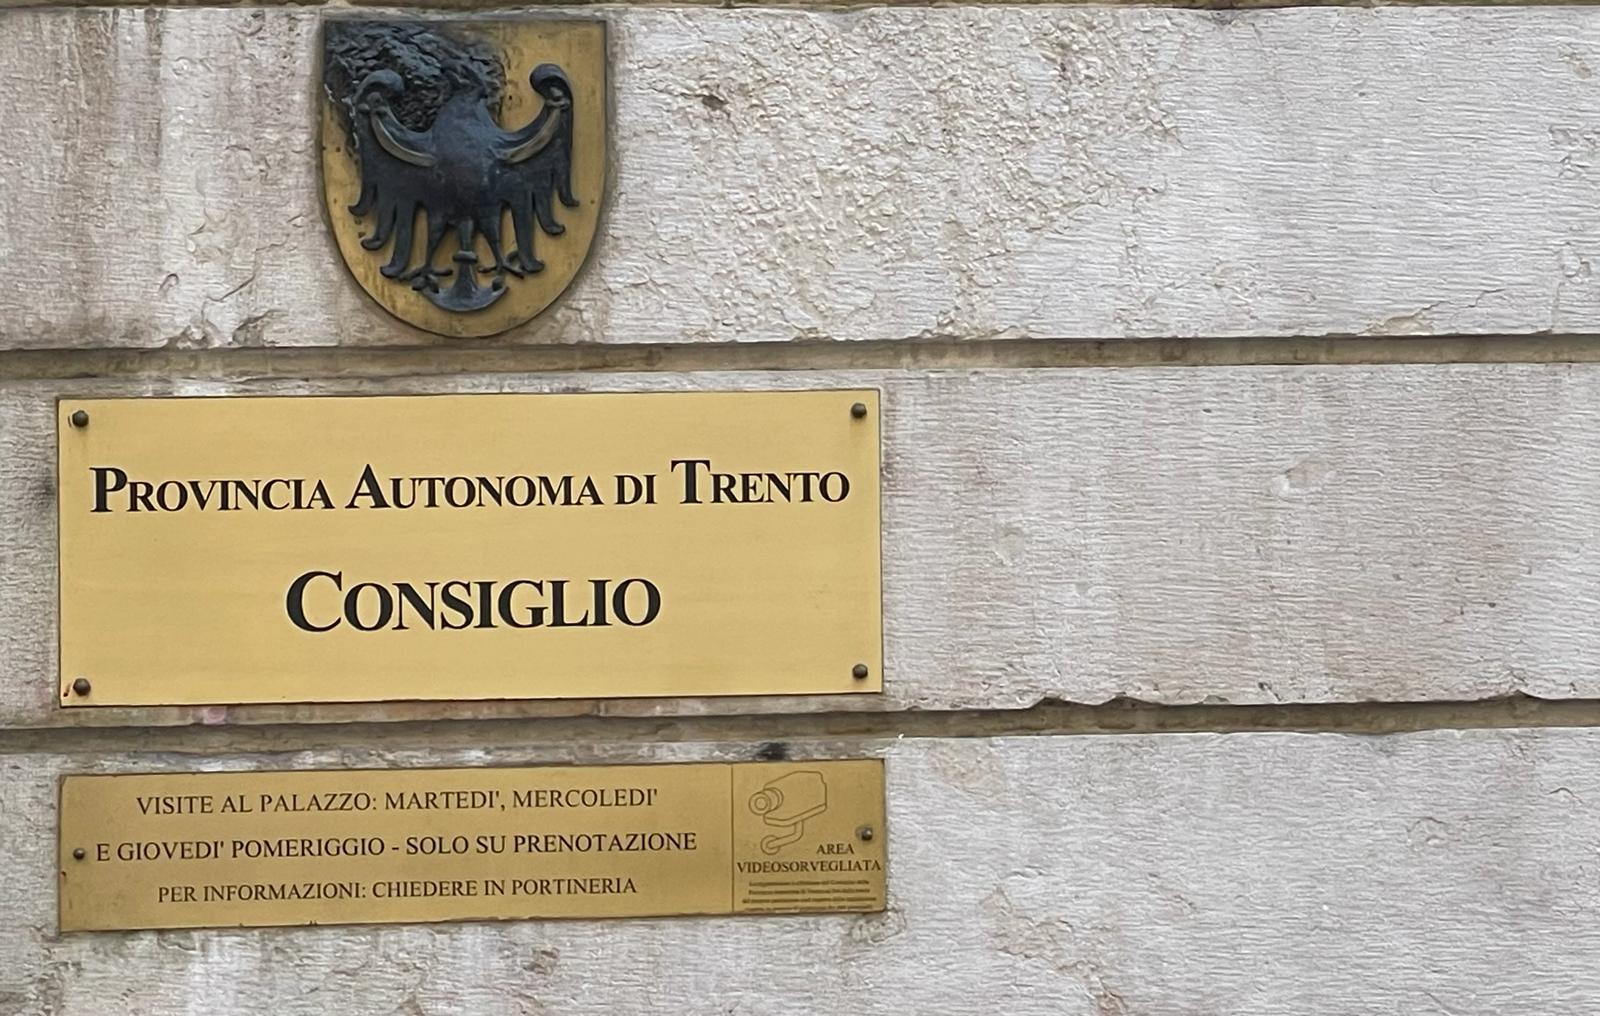 PROVINCIA AUTONOMA DI TRENTO
CONSIGLIO
VISITE AL PALAZZO: MARTEDI', MERCOLEDI'
E GIOVEDI' POMERIGGIO - SOLO SU PRENOTAZIONE
PER INFORMAZIONI: CHIEDERE IN PORTINERIA
AREA
VIDEOSORVEGLIATA